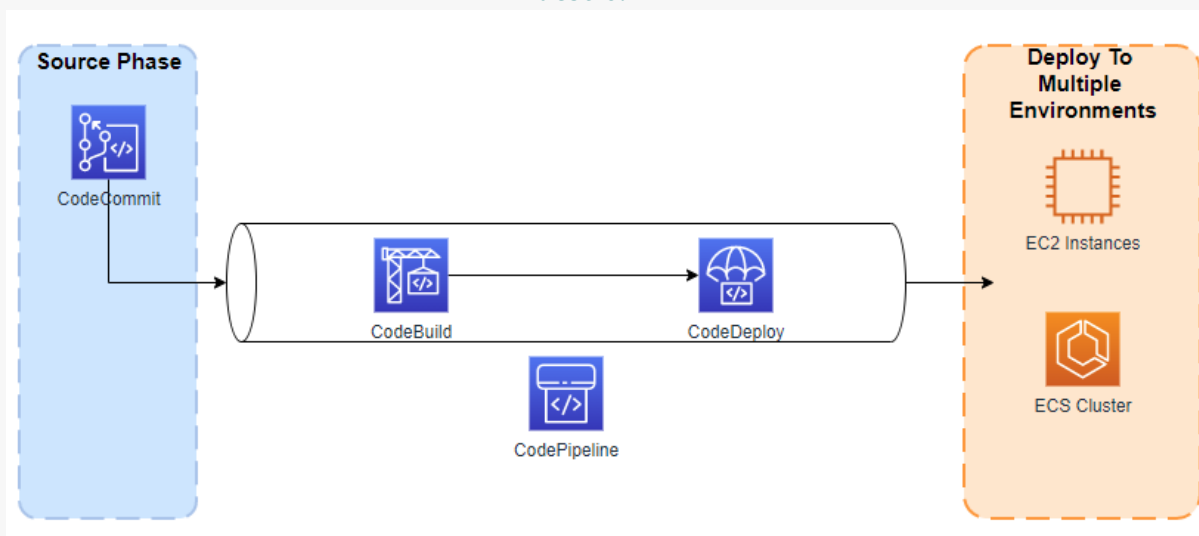 Source Phase
CodeCommit
CodeBuild
CodeDeploy
CodePipeline
Deploy To
Multiple
Environments
EC2 Instances
ECS Cluster